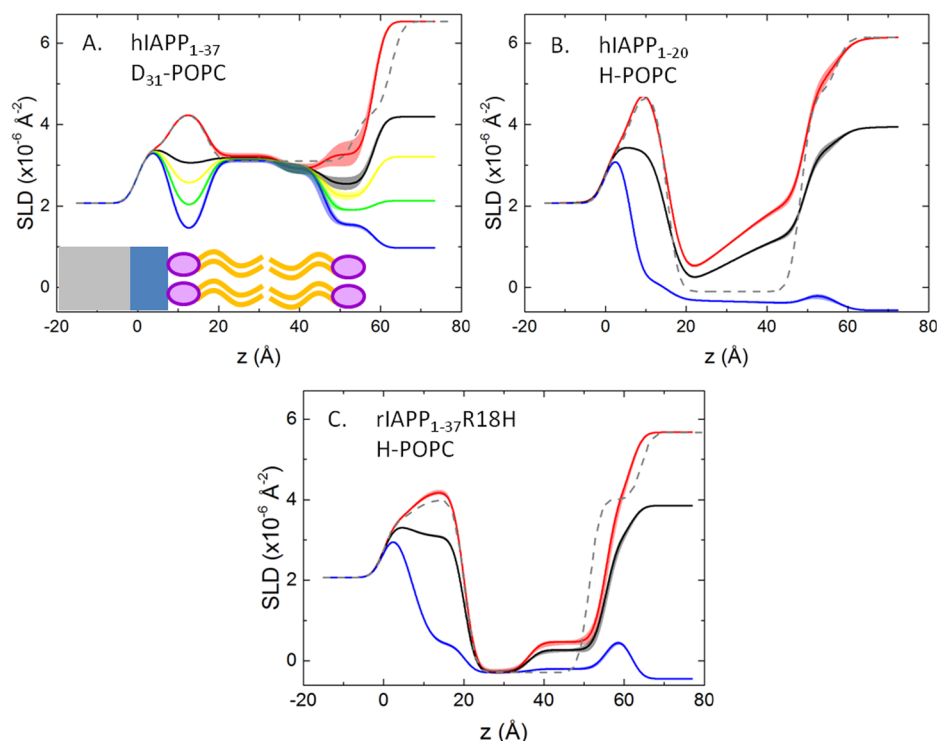 A. hIAPP1-37
D31-POPC
SLD (x10-6 Å-2)
6
4
2
0
-20 0 20 40 60 80
z (Å)
B. hIAPP1-20
H-POPC
SLD (x10-6 Å-2)
6
4
2
0
-20 0 20 40 60 80
z (Å)
C. rIAPP1-37R18H
H-POPC
SLD (x10-6 Å-2)
6
4
2
0
-20 0 20 40 60 80
z (Å)